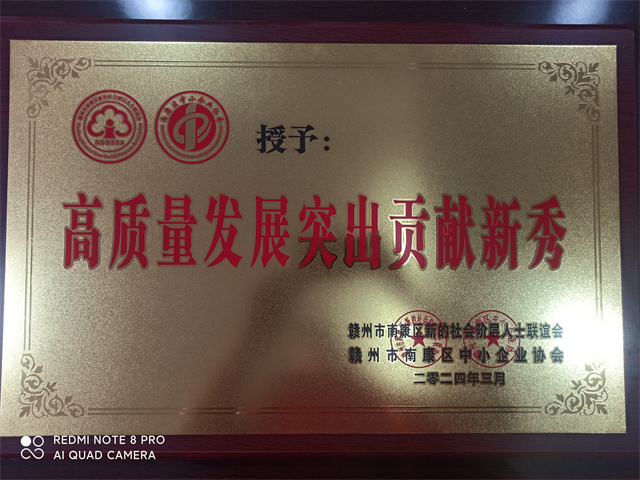 授予：
高质量发展突出贡献新秀
赣州市南康区新的社会阶层人士联谊会
赣州市南康区中小企业协会
二零二四年三月
REDMI NOTE 8 PRO
AI QUAD CAMERA